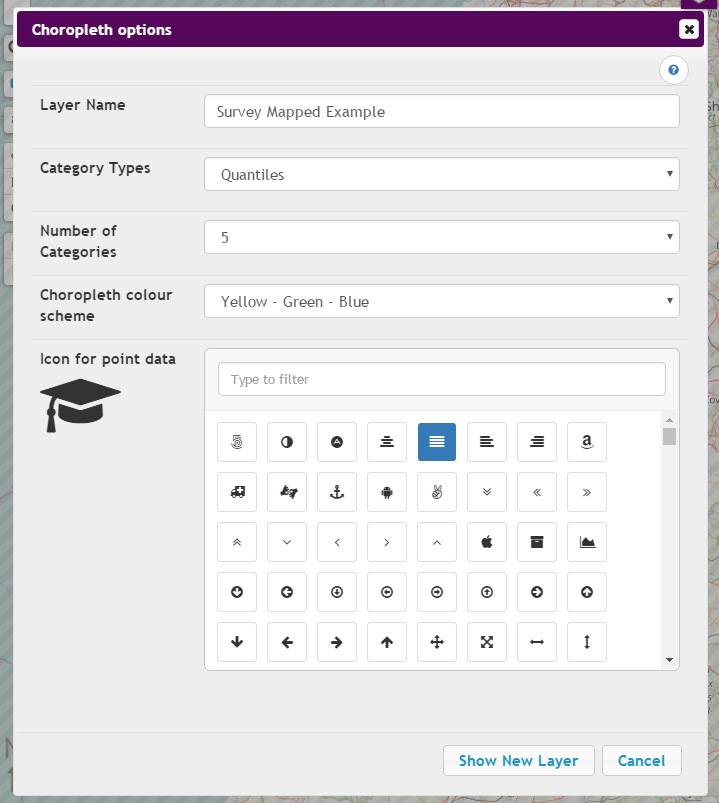 Choropleth options
Layer Name
Survey Mapped Example
Category Types
Quantiles
Number of
Categories
5
Choropleth colour
scheme
Yellow - Green - Blue
Icon for point data
Type to filter
Show New Layer
Cancel